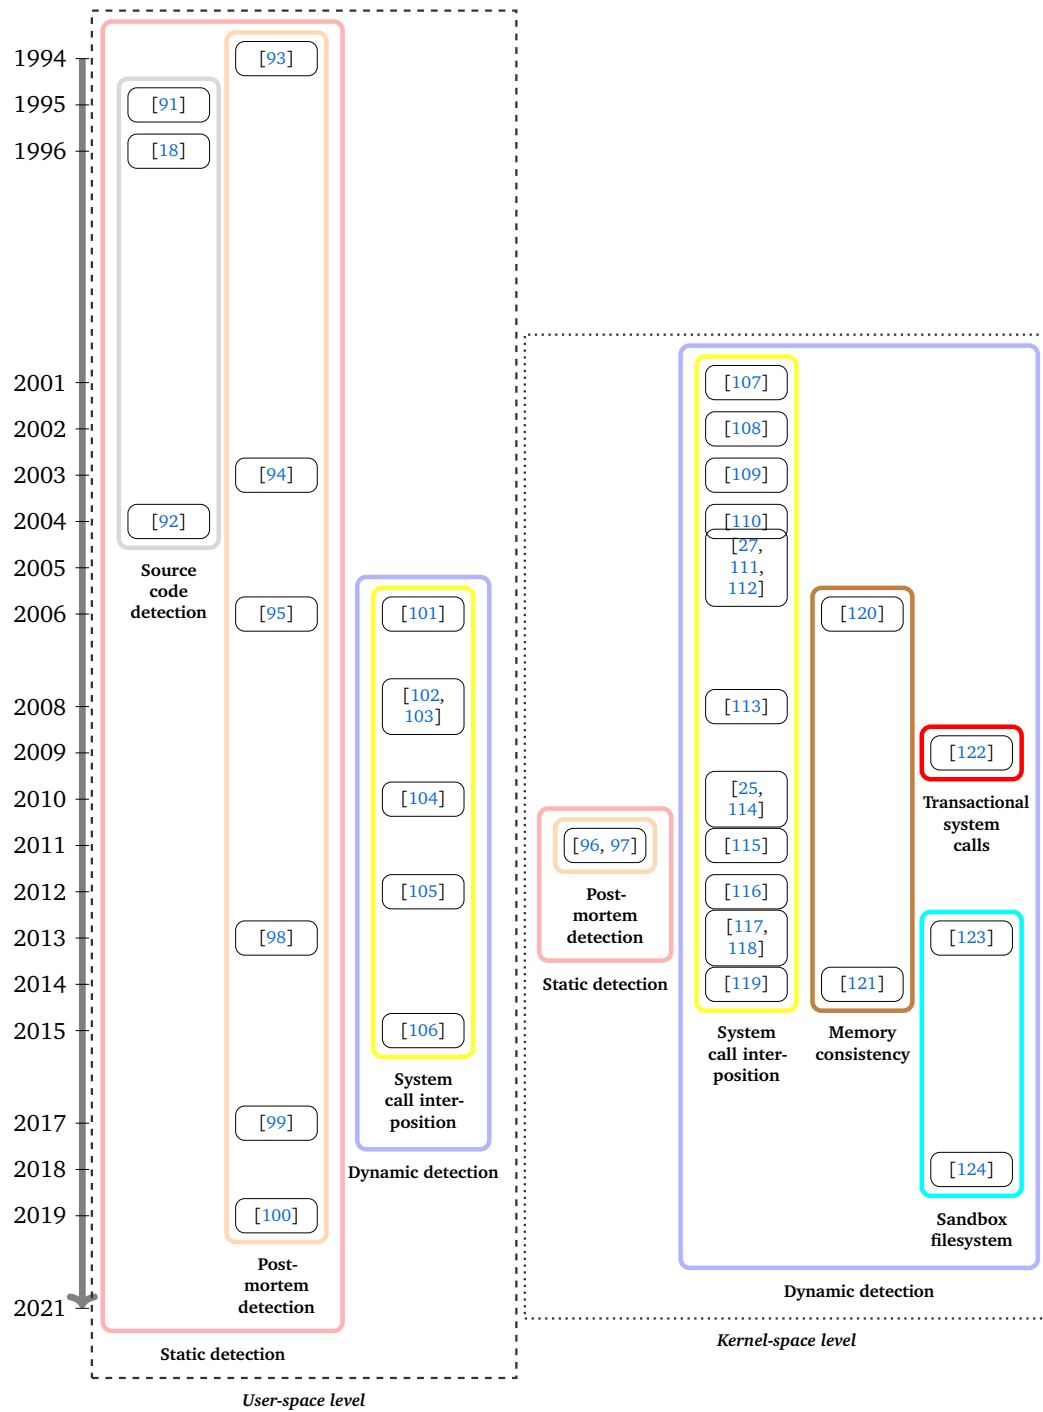 1994
[93]
1995
[91]
1996
[18]
2001
[107]
2002
[108]
2003
[94]
[109]
2004
[92]
[110]
2005
[27,
111,
112]
Source
code
detection
2006
[95]
[101]
[120]
2008
[102,
103]
[113]
2009
[122]
2010
[104]
[25,
114]
Transactional
system
calls
2011
[96, 97]
[115]
2012
[105]
[116]
Post-
mortem
detection
2013
[98]
[117,
118]
[123]
2014
Static detection
[119]
[121]
2015
[106]
System
call inter-
position
Memory
consistency
System
call inter-
position
2017
[99]
2018
Dynamic detection
[124]
2019
[100]
Sandbox
filesystem
Post-
mortem
detection
Dynamic detection
2021
Kernel-space level
Static detection
User-space level